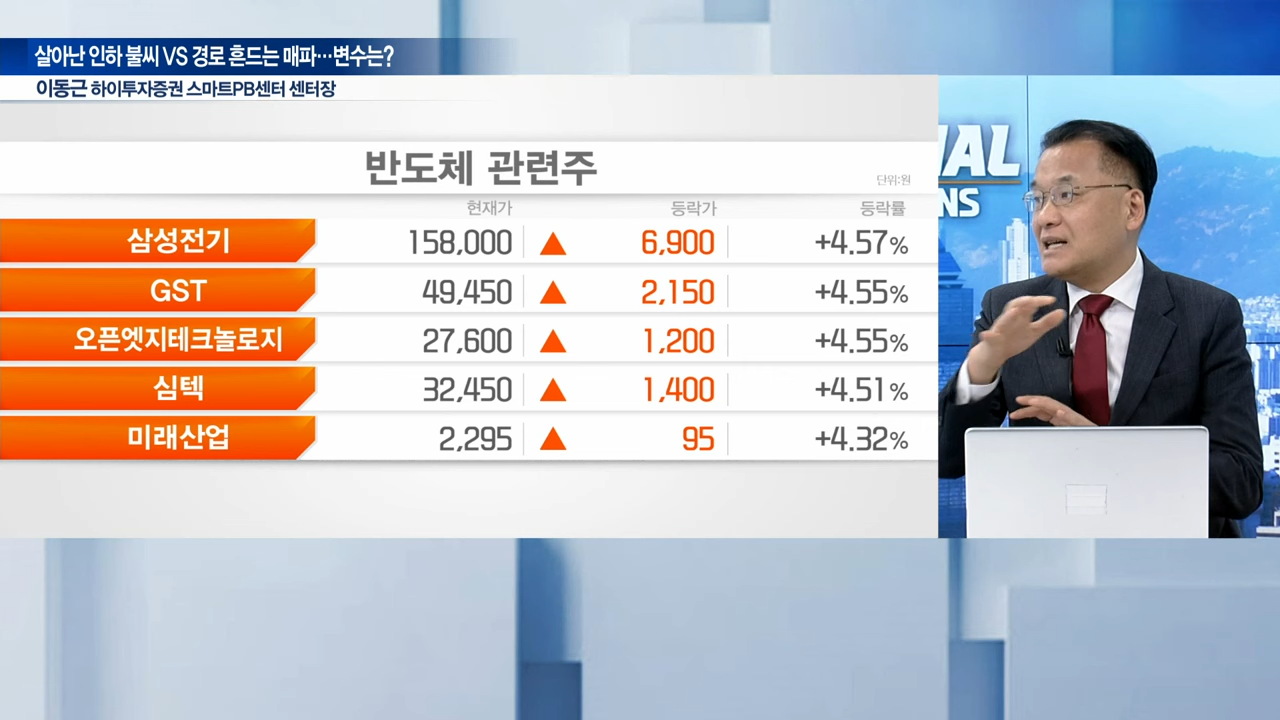 살아난 인하 불씨 VS 경로 흔드는 매파…변수는?
이동근 하이투자증권 스마트PB센터 센터장
반도체 관련주
단위:원
현재가 등락가 등락률
삼성전기 158,000 ▲ 6,900 +4.57%
GST 49,450 ▲ 2,150 +4.55%
오픈엣지테크놀로지 27,600 ▲ 1,200 +4.55%
심텍 32,450 ▲ 1,400 +4.51%
미래산업 2,295 ▲ 95 +4.32%